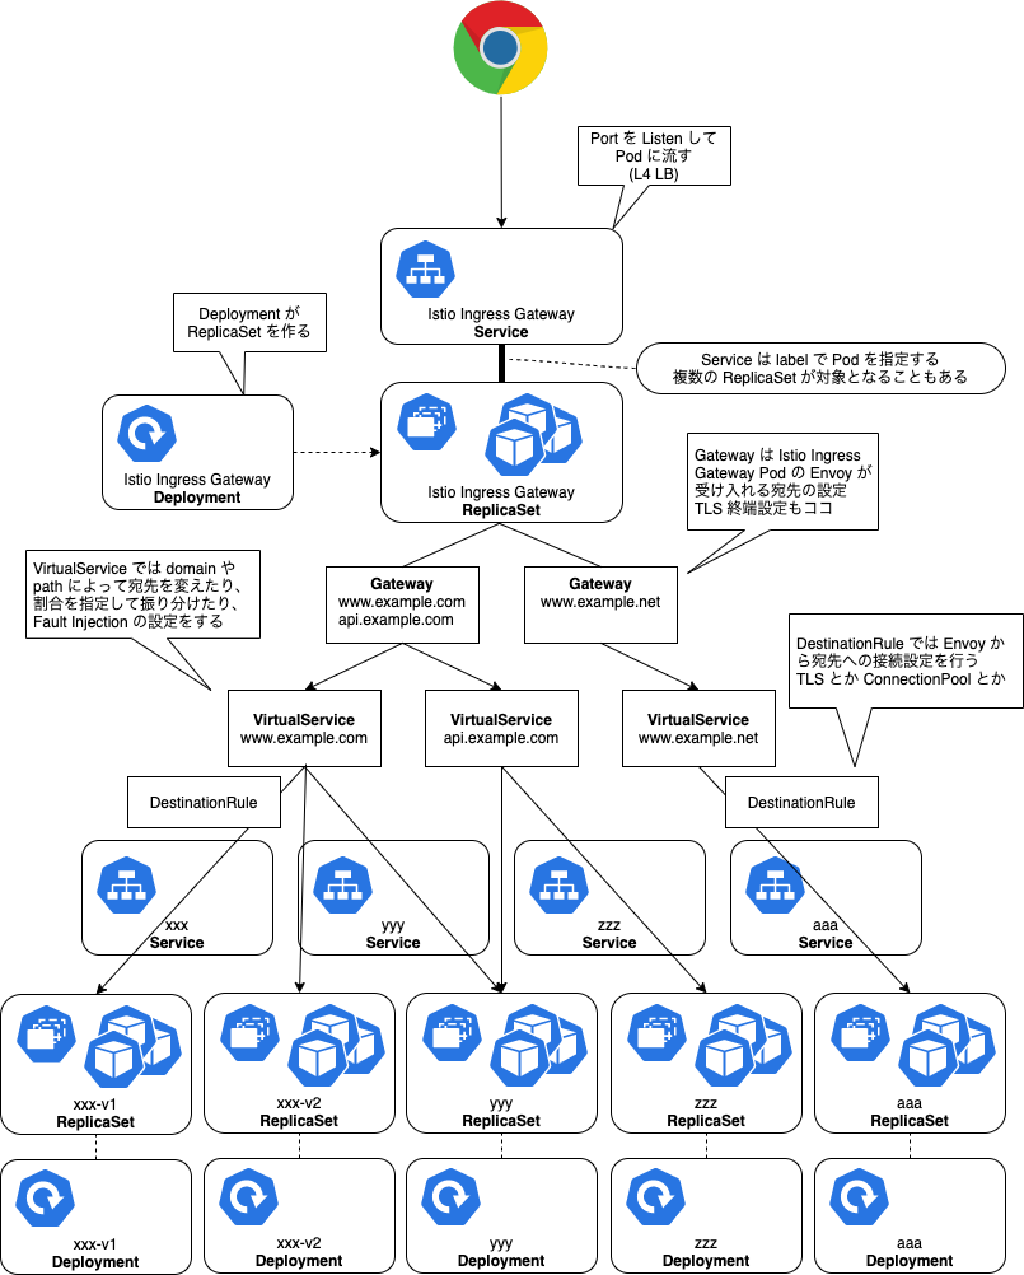 Port を Listen して
Pod に流す
(L4 LB)
Istio Ingress Gateway
Service
Deployment が
ReplicaSet を作る
Service は label で Pod を指定する
複数の ReplicaSet が対象となることもある
Istio Ingress Gateway
Deployment
Istio Ingress Gateway
ReplicaSet
Gateway は Istio Ingress
Gateway Pod の Envoy が
受け入れる宛先の設定
TLS 終端設定もココ
VirtualService では domain や
path によって宛先を変えたり、
割合を指定して振り分けたり、
Fault Injection の設定をする
Gateway
www.example.com
api.example.com
Gateway
www.example.net
DestinationRule では Envoy か
ら宛先への接続設定を行う
TLS とか ConnectionPool とか
VirtualService
www.example.com
VirtualService
api.example.com
VirtualService
www.example.net
DestinationRule
DestinationRule
xxx
Service
yyy
Service
zzz
Service
aaa
Service
xxx-v1
ReplicaSet
xxx-v2
ReplicaSet
yyy
ReplicaSet
zzz
ReplicaSet
aaa
ReplicaSet
xxx-v1
Deployment
xxx-v2
Deployment
yyy
Deployment
zzz
Deployment
aaa
Deployment